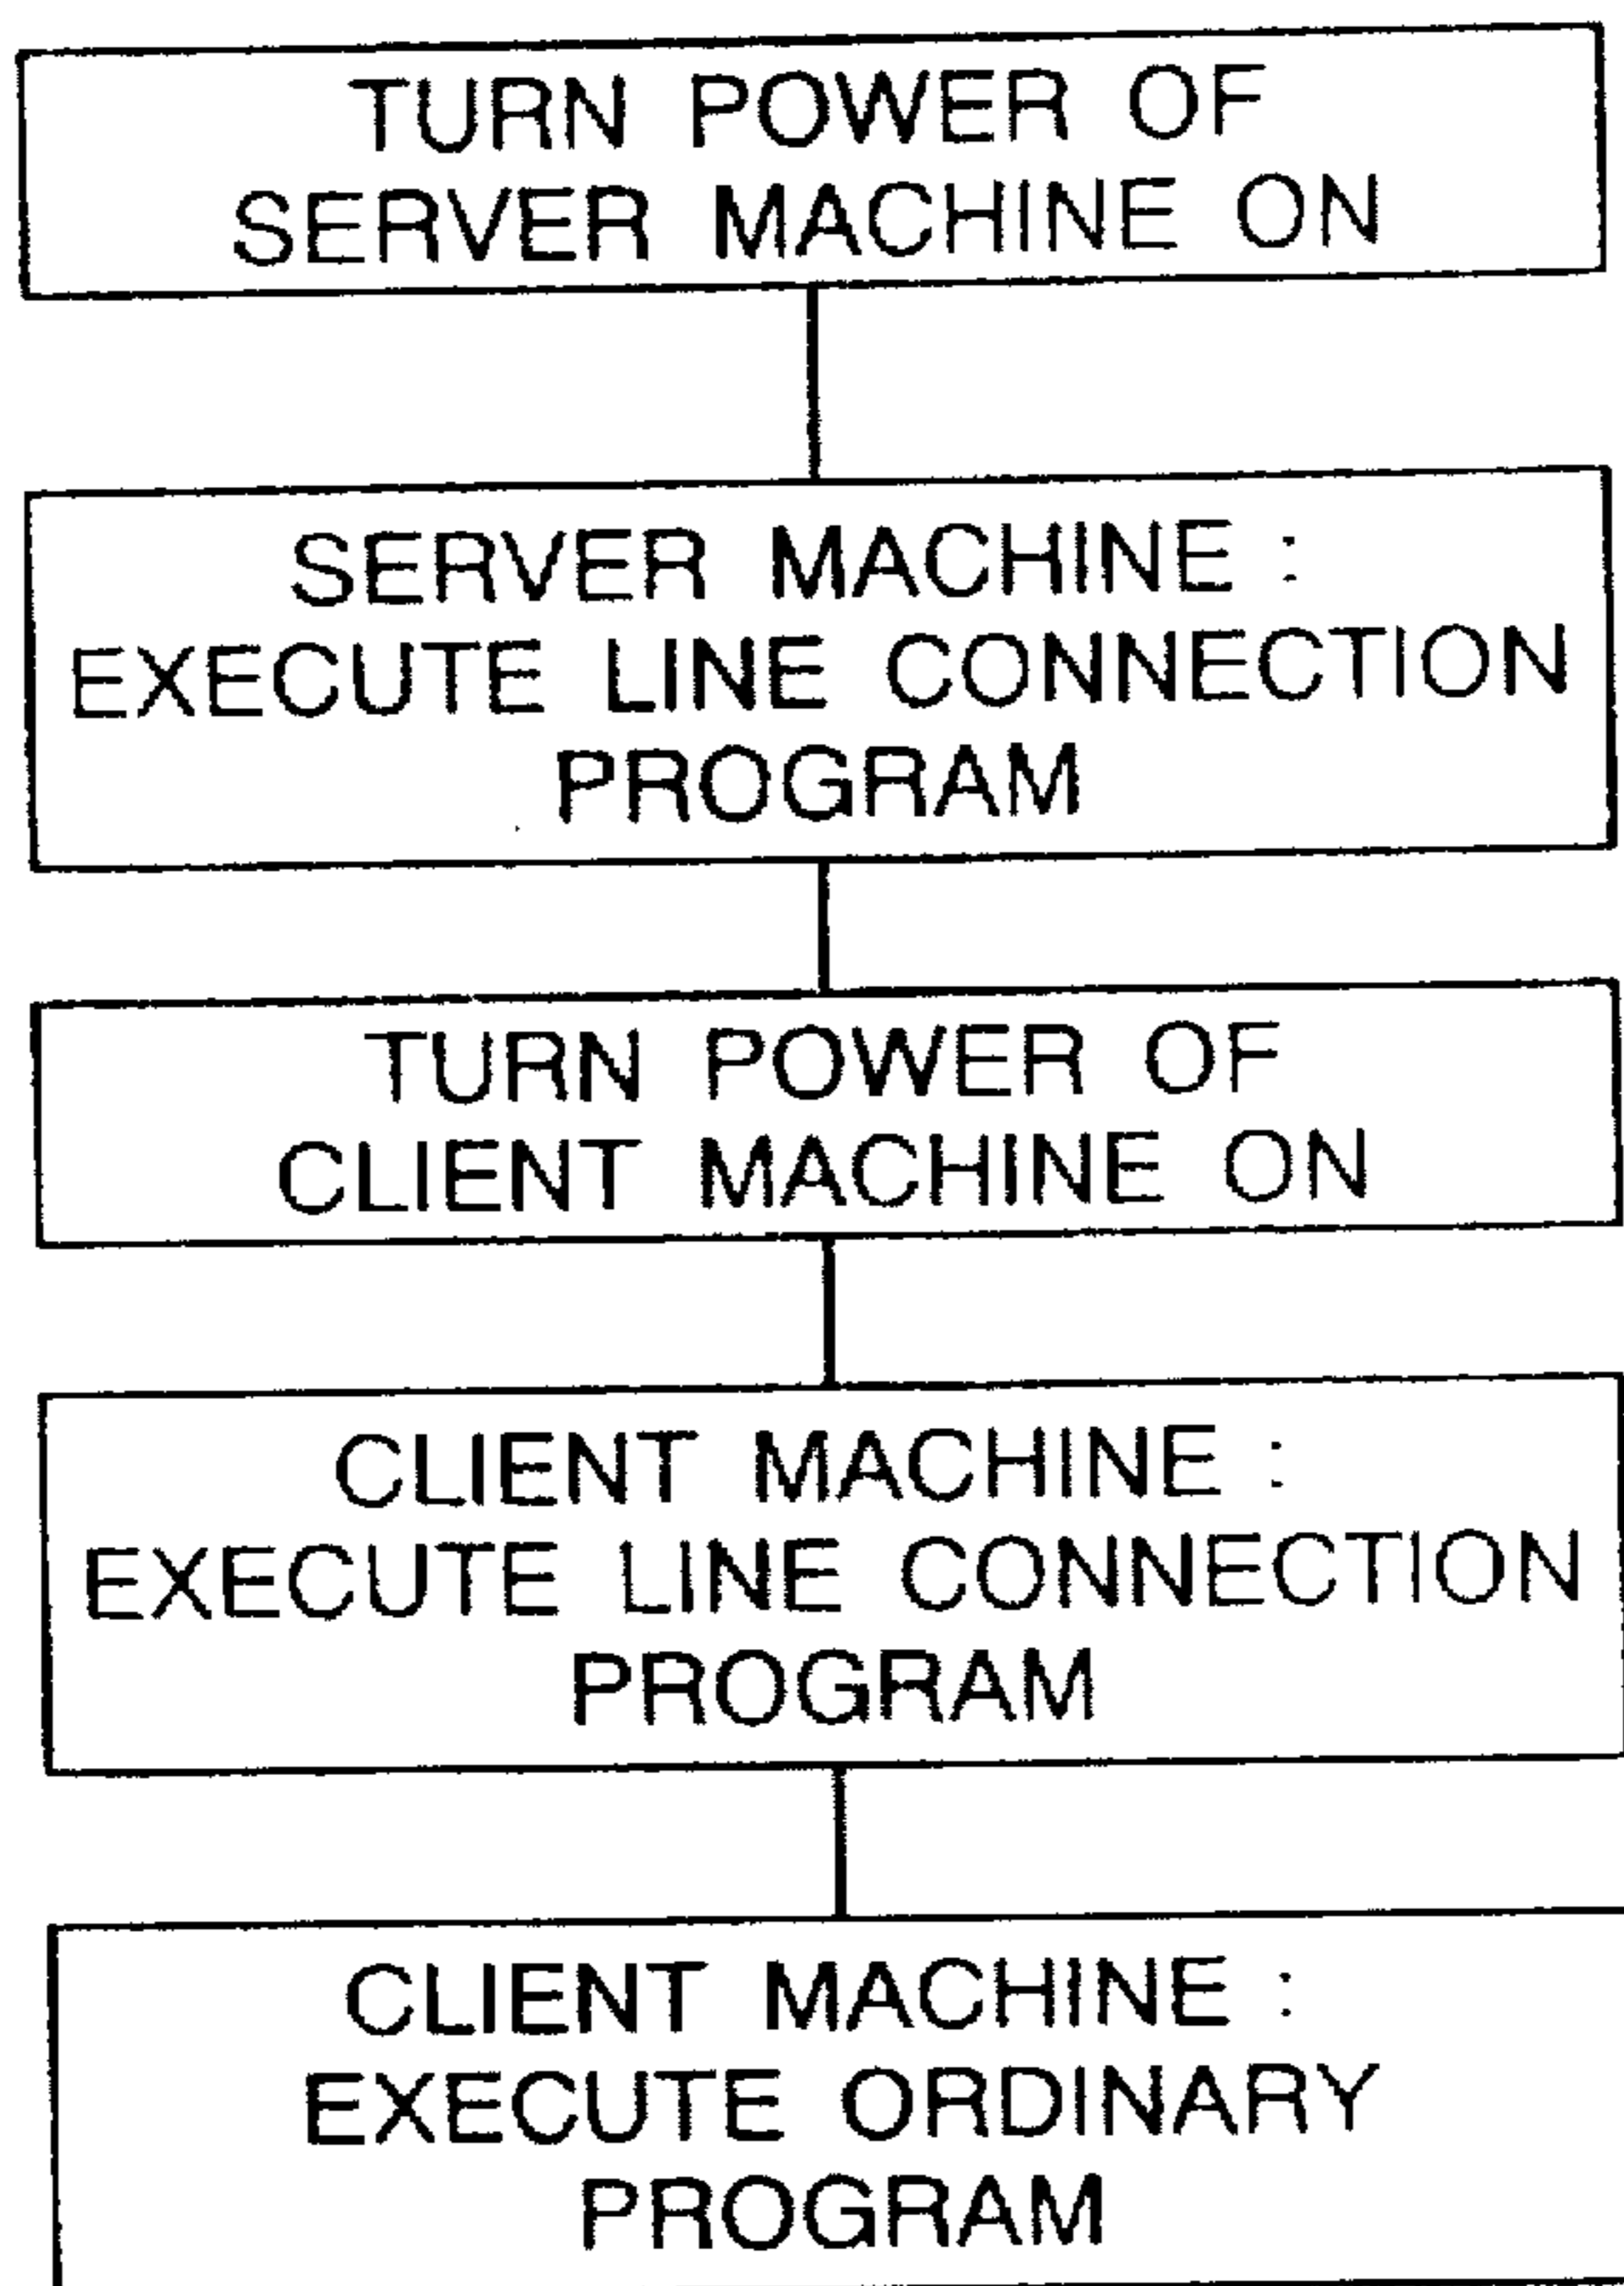 TURN POWER OF
SERVER MACHINE ON
SERVER MACHINE :
EXECUTE LINE CONNECTION
PROGRAM
TURN POWER OF
CLIENT MACHINE ON
CLIENT MACHINE :
EXECUTE LINE CONNECTION
PROGRAM
CLIENT MACHINE :
EXECUTE ORDINARY
PROGRAM